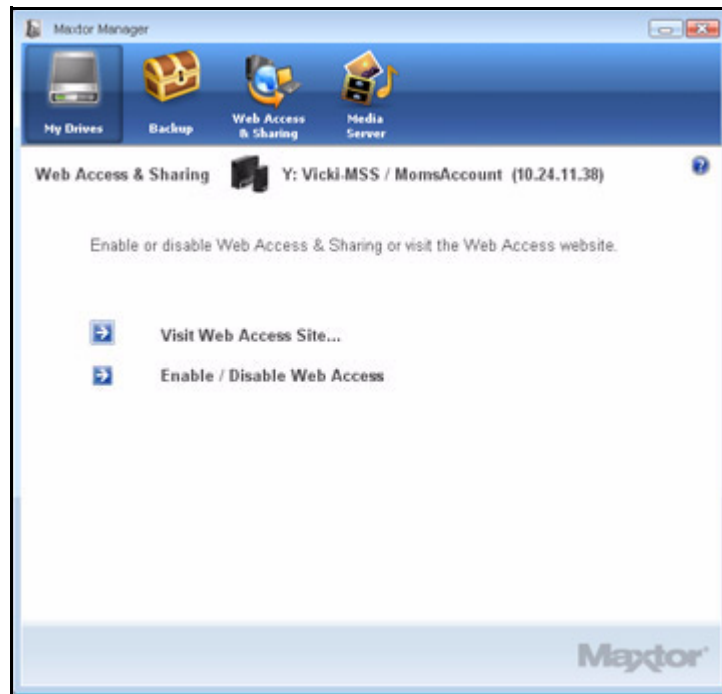 Maxtor Manager
My Drives
Backup
Web Access
& Sharing
Media
Server
Web Access & Sharing Y: Vicki-MSS / MomsAccount (10.24.11.38)
?
Enable or disable Web Access & Sharing or visit the Web Access website.
Visit Web Access Site...
Enable / Disable Web Access
Maxtor